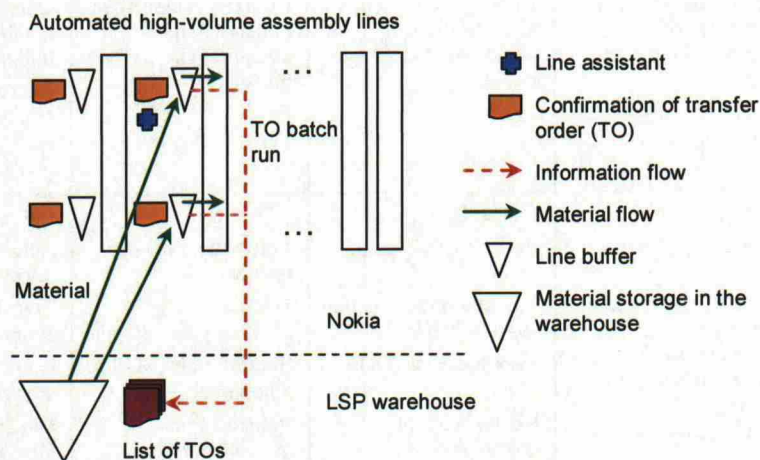 Automated high-volume assembly lines
...
TO batch
run
...
Material
Nokia
LSP warehouse
List of TOs
Line assistant
Confirmation of transfer
order (TO)
Information flow
Material flow
Line buffer
Material storage in the
warehouse